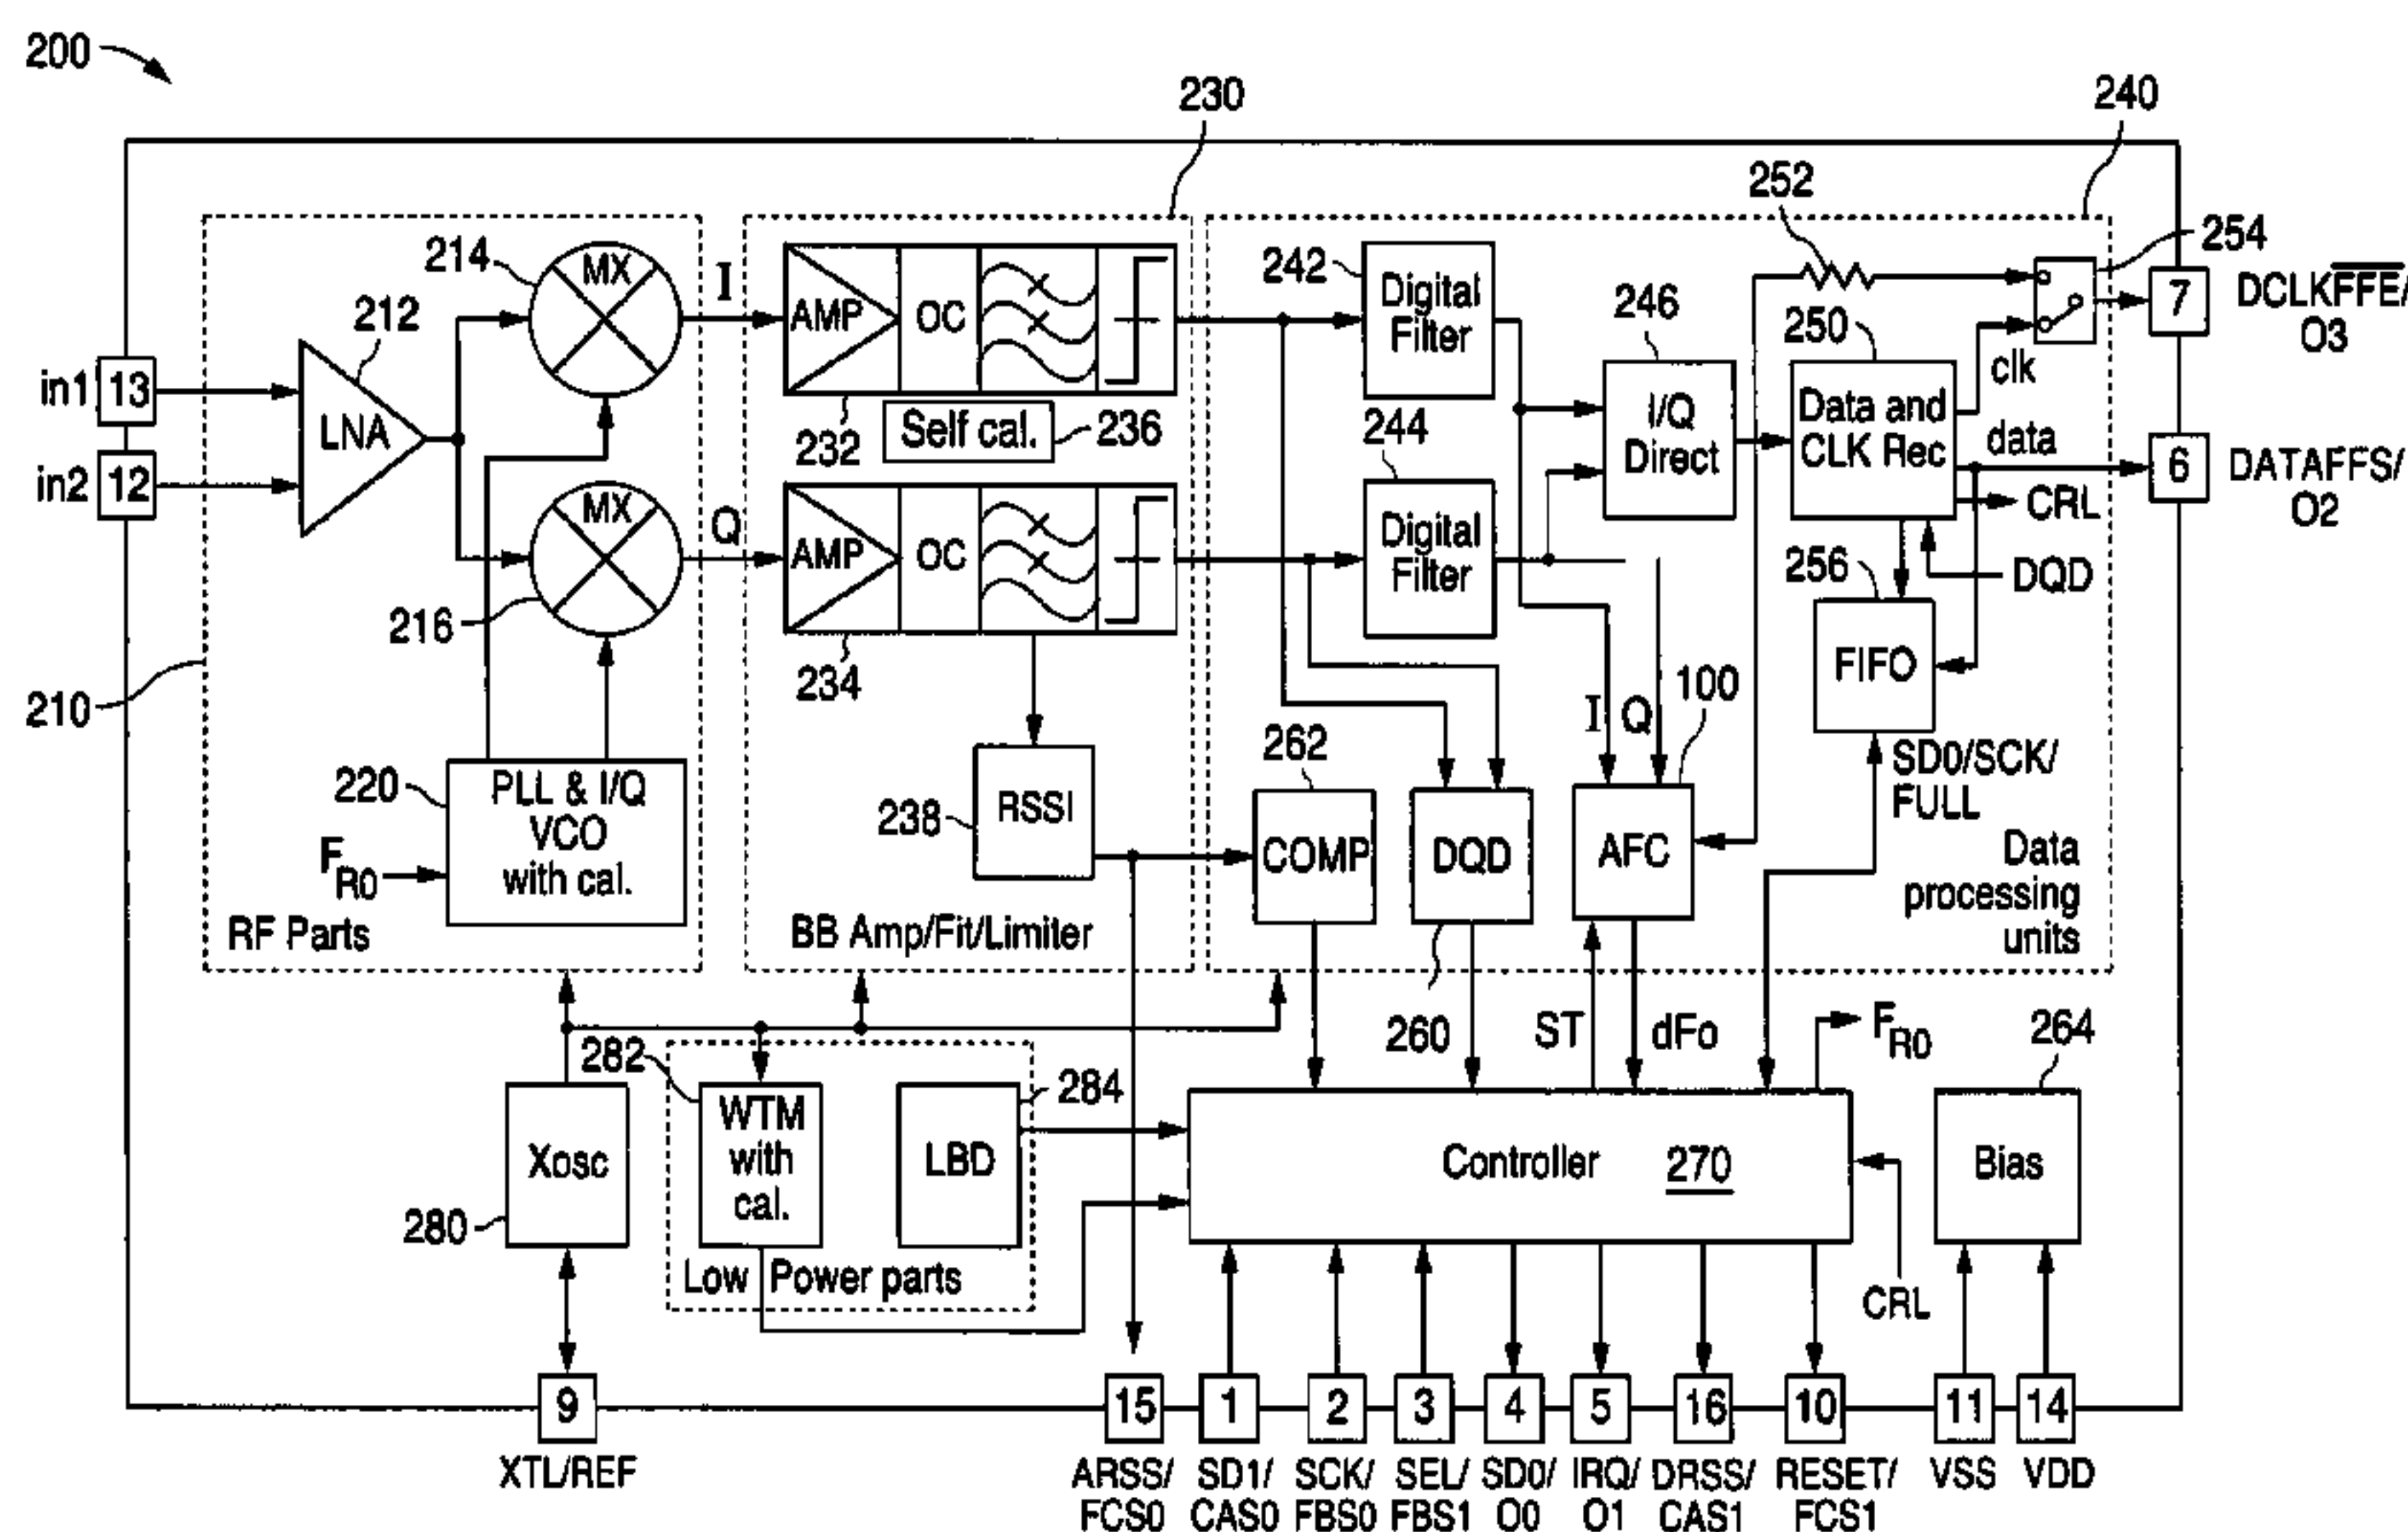 200
230
240
252
254
214
MX
I
AMP
OC
242
Digital
Filter
246
250
7
DCLKFFE/
O3
212
clk
in1
13
LNA
232
Self cal.
236
244
I/Q
Direct
Data and
CLK Rec
data
6
DATAFFS/
O2
in2
12
MX
Q
AMP
OC
Digital
Filter
CRL
DQD
216
234
256
FIFO
210
I
Q
100
262
SD0/SCK/
FULL
220
PLL & I/Q
VCO
with cal.
238
RSSI
COMP
DQD
AFC
F
R0
Data
processing
units
RF Parts
BB Amp/Fit/Limiter
260
ST
dFo
F
R0
264
282
284
WTM
with
cal.
LBD
Xosc
Controller
270
Bias
280
Low Power parts
CRL
9
15
1
2
3
4
5
16
10
11
14
XTL/REF
ARSS/
FCS0
SD1/
CAS0
SCK/
FBS0
SEL/
FBS1
SD0/
O0
IRQ/
O1
DRSS/
CAS1
RESET/
FCS1
VSS
VDD